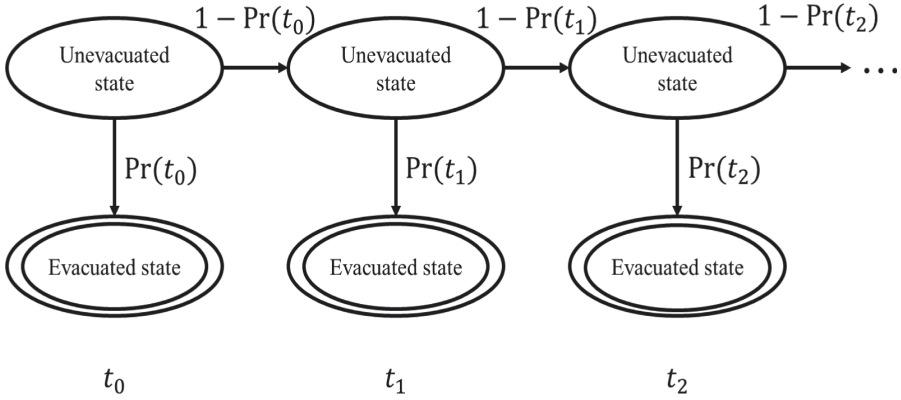 1 − Pr(t₀)
1 − Pr(t₁)
1 − Pr(t₂)
Unevacuated
state
Unevacuated
state
Unevacuated
state
...
Pr(t₀)
Pr(t₁)
Pr(t₂)
Evacuated state
Evacuated state
Evacuated state
t₀
t₁
t₂